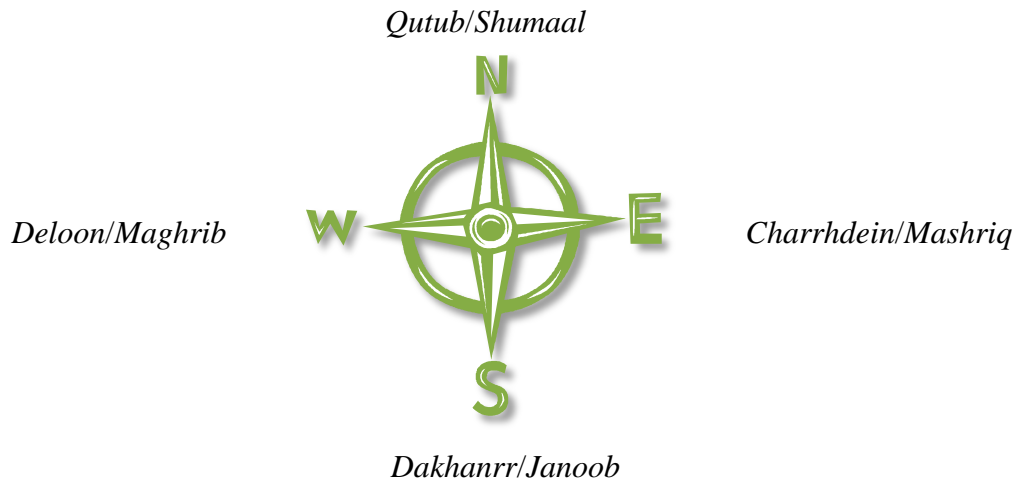 Qutub/Shumaal
N
Deloon/Maghrib W E Charrhdein/Mashriq
S
Dakhanrr/Janoob